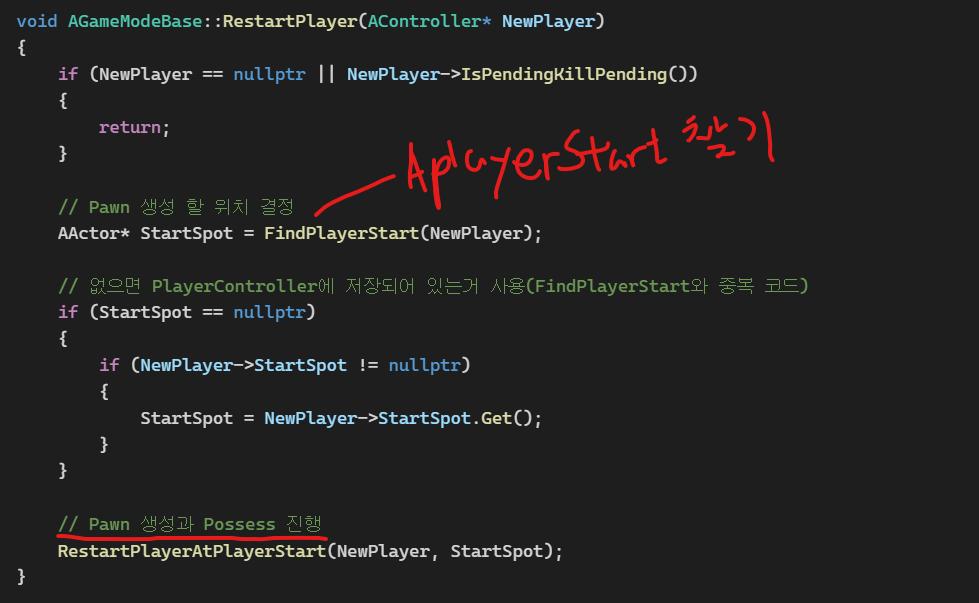 void AGameModeBase::RestartPlayer(AController* NewPlayer)
{
    if (NewPlayer == nullptr || NewPlayer->IsPendingKillPending())
    {
        return;
    }
AplayerStart 찾기
    // Pawn 생성 할 위치 결정
    AActor* StartSpot = FindPlayerStart(NewPlayer);
    // 없으면 PlayerController에 저장되어 있는거 사용(FindPlayerStart와 중복 코드)
    if (StartSpot == nullptr)
    {
        if (NewPlayer->StartSpot != nullptr)
        {
            StartSpot = NewPlayer->StartSpot.Get();
        }
    }
    // Pawn 생성과 Possess 진행
    RestartPlayerAtPlayerStart(NewPlayer, StartSpot);
}